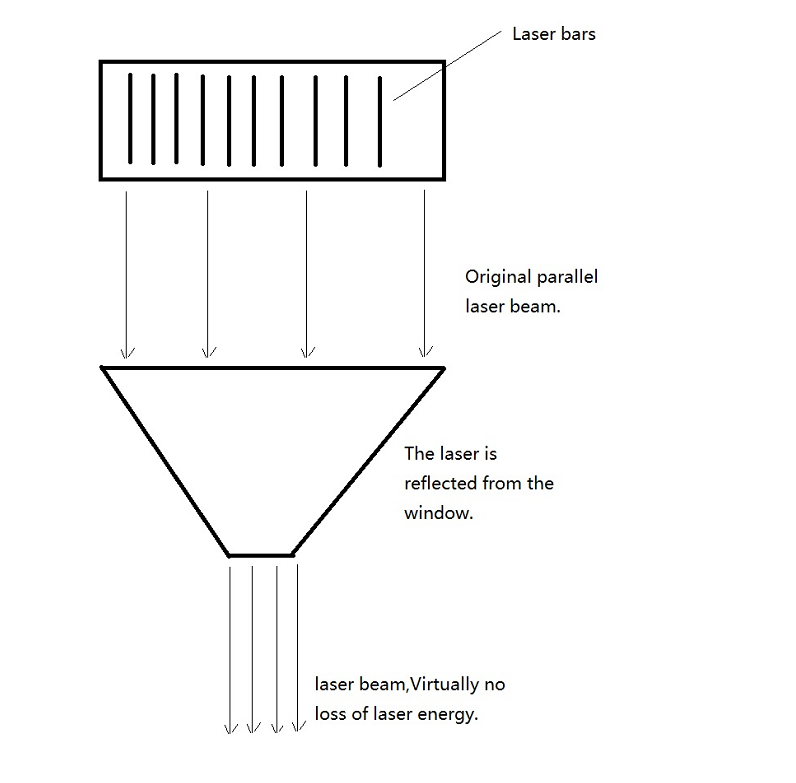 Laser bars
Original parallel
laser beam.
The laser is
reflected from the
window.
laser beam,Virtually no
loss of laser energy.